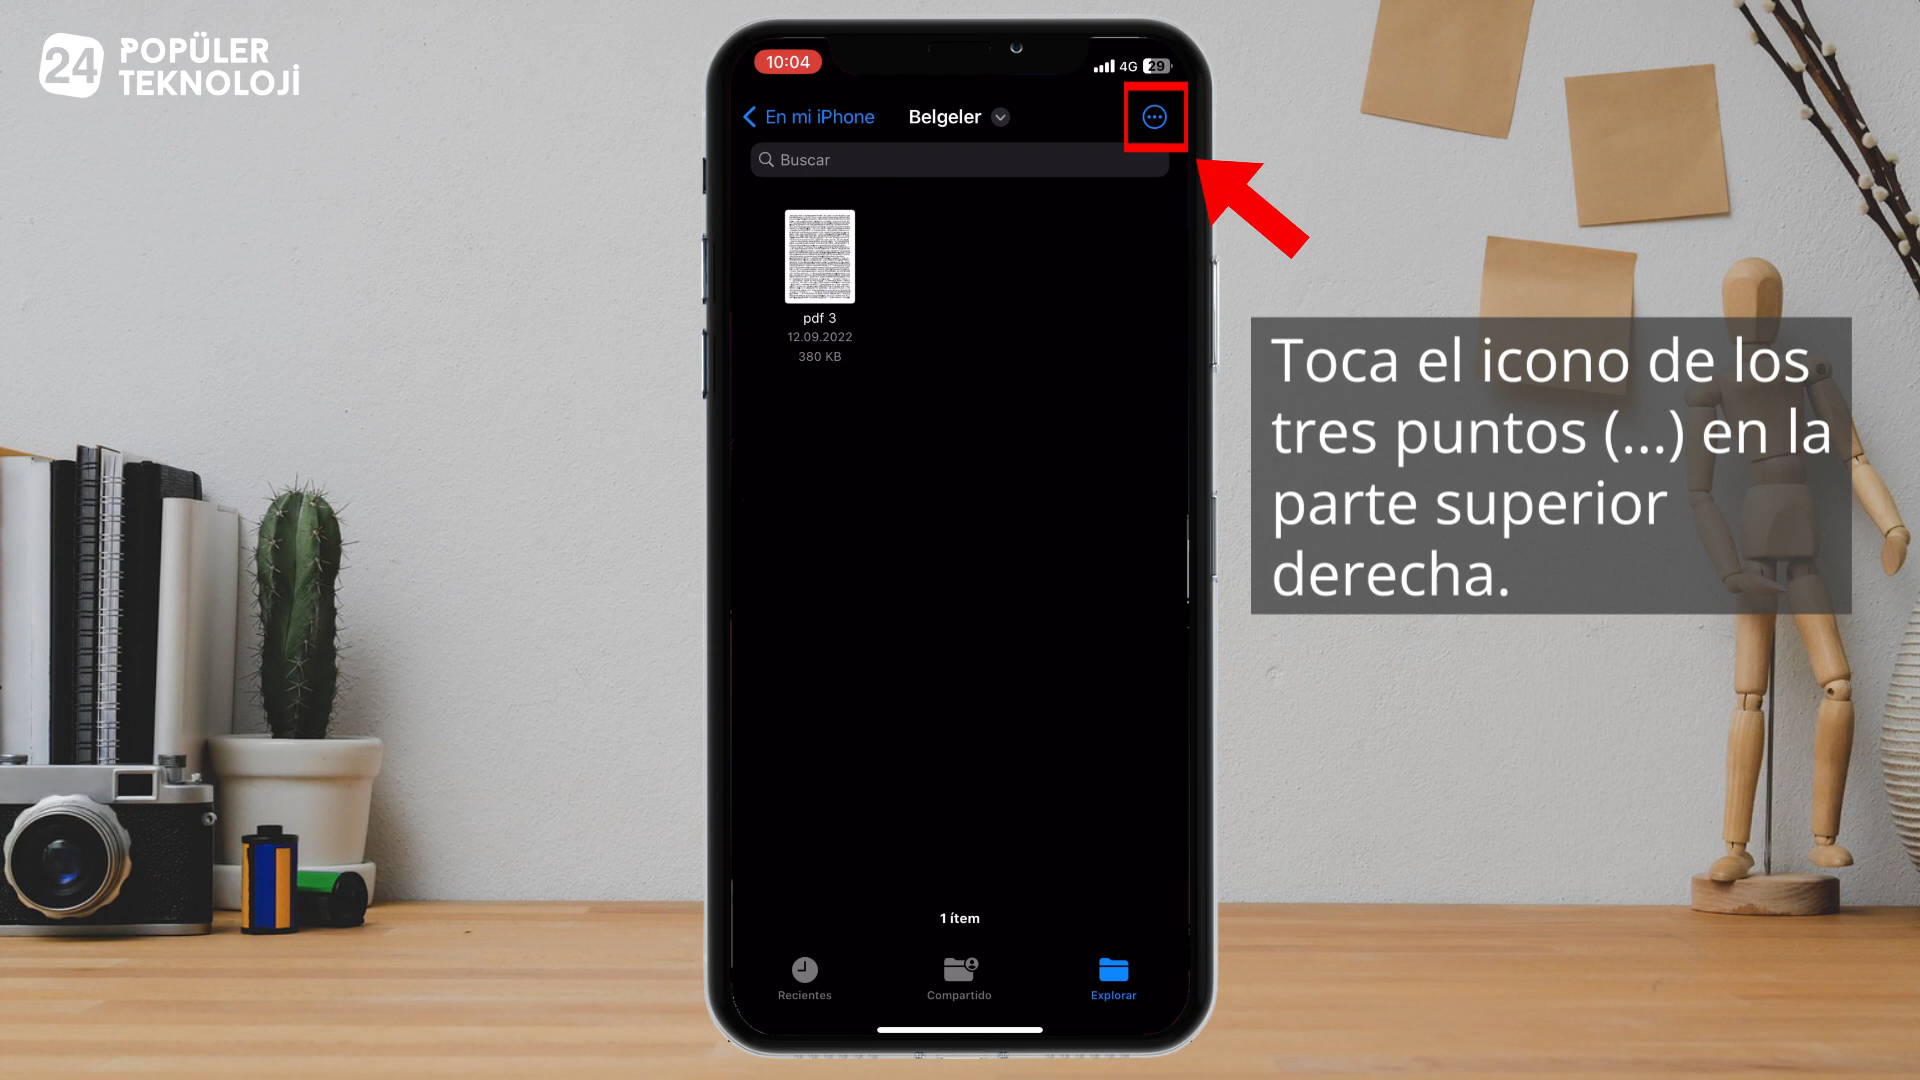 24 POPÜLER
TEKNOLOJİ
10:04
4G 29
En mi iPhone
Belgeler
Buscar
pdf 3
12.09.2022
380 KB
Toca el icono de los
tres puntos (...) en la
parte superior
derecha.
1 ítem
Recientes
Compartido
Explorar